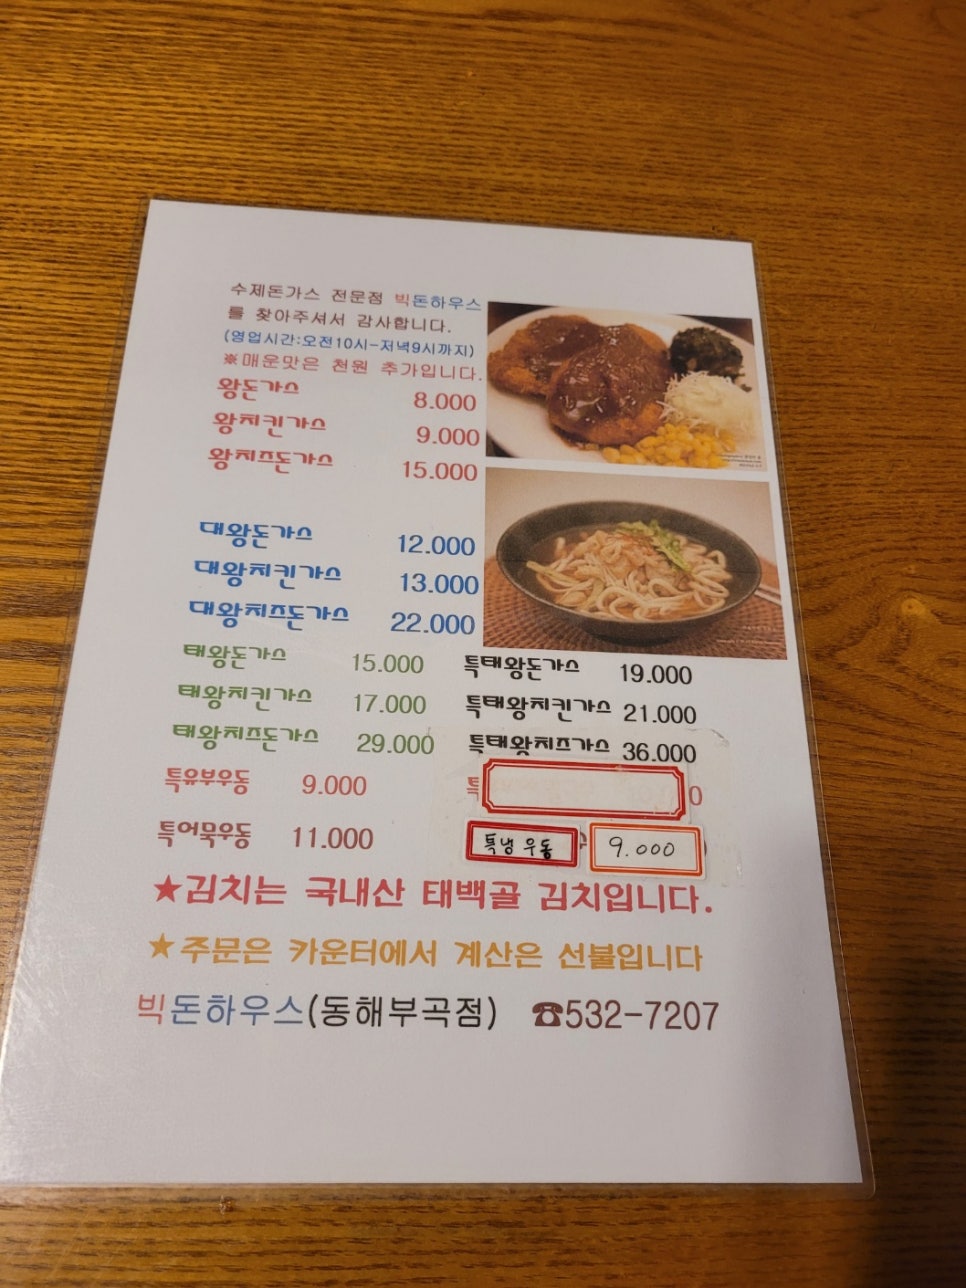 수제돈가스 전문점 빅돈하우스
를 찾아주셔서 감사합니다.
(영업시간:오전10시-저녁9시까지)
※매운맛은 천원 추가입니다.
왕돈가스 8.000
왕치킨가스 9.000
왕치즈돈가스 15.000
대왕돈가스 12.000
대왕치킨가스 13.000
대왕치즈돈가스 22.000
태왕돈가스 15.000 특태왕돈가스 19.000
태왕치킨가스 17.000 특태왕치킨가스 21.000
태왕치즈돈가스 29.000 특태왕치즈가스 36.000
특유부우동 9.000
특어묵우동 11.000 특냉우동 9.000
★김치는 국내산 태백골 김치입니다.
★주문은 카운터에서 계산은 선불입니다
빅돈하우스(동해부곡점) ☎532-7207